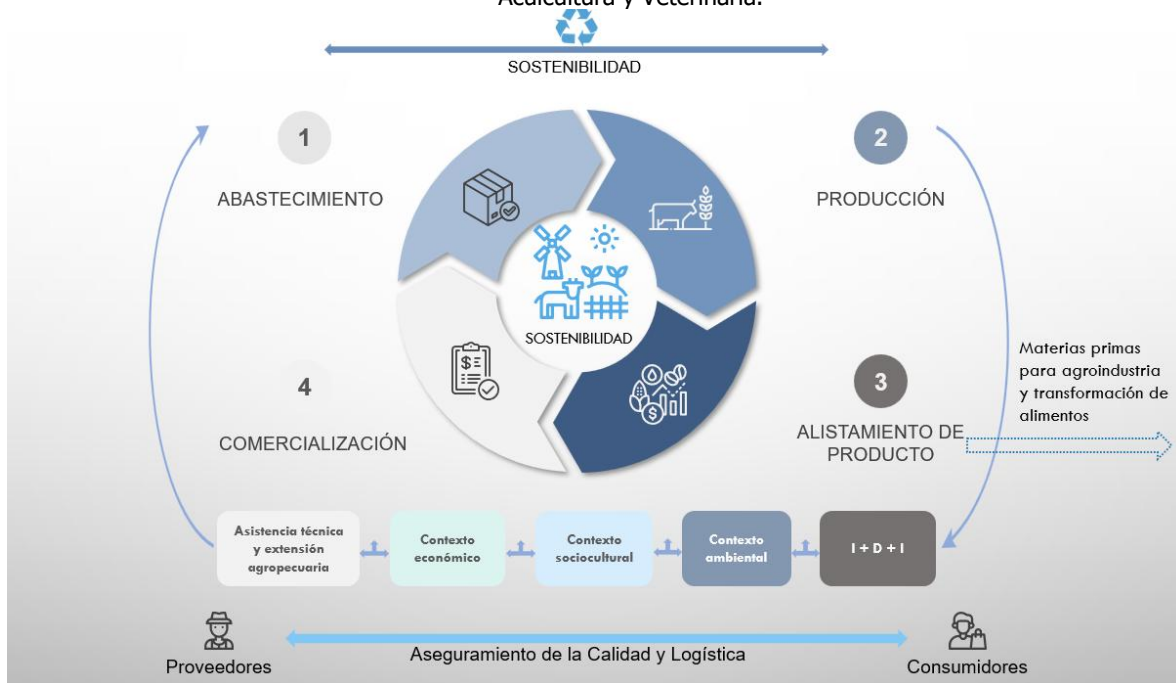 Acuicultura y Veterinaria.
SOSTENIBILIDAD
1
ABASTECIMIENTO
2
PRODUCCIÓN
SOSTENIBILIDAD
$
4
COMERCIALIZACIÓN
$
3
ALISTAMIENTO DE
PRODUCTO
Materias primas
para agroindustria
y transformación de
alimentos
Asistencia técnica
y extensión
agropecuaria
Contexto
económico
Contexto
sociocultural
Contexto
ambiental
I + D + I
Proveedores
Aseguramiento de la Calidad y Logística
Consumidores